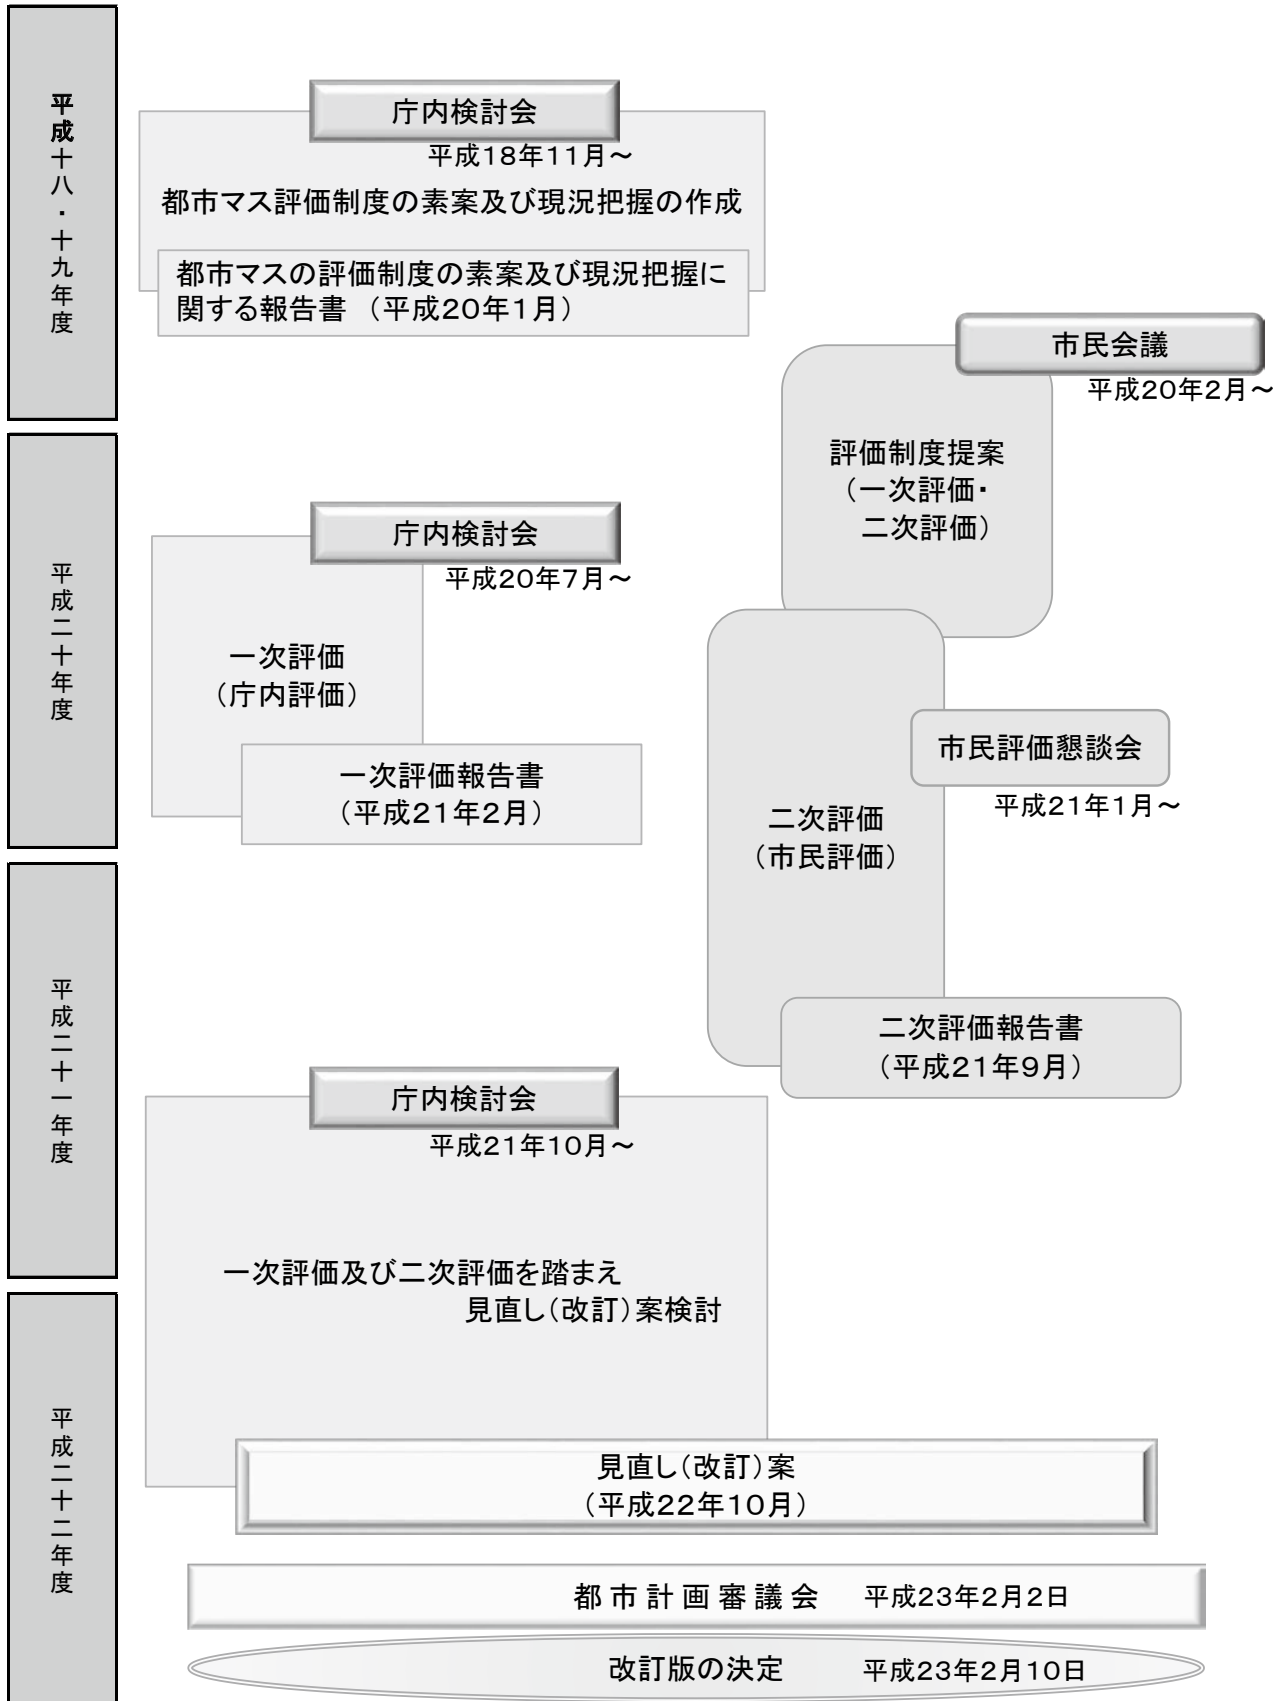 平成十八・十九年度
庁内検討会
平成18年11月～
都市マス評価制度の素案及び現況把握の作成
都市マスの評価制度の素案及び現況把握に
関する報告書 （平成20年1月）
市民会議
平成20年2月～
評価制度提案
（一次評価・
二次評価）
平成二十年度
庁内検討会
平成20年7月～
一次評価
（庁内評価）
一次評価報告書
（平成21年2月）
市民評価懇談会
平成21年1月～
二次評価
（市民評価）
二次評価報告書
（平成21年9月）
平成二十一年度
庁内検討会
平成21年10月～
一次評価及び二次評価を踏まえ
見直し（改訂）案検討
平成二十二年度
見直し（改訂）案
（平成22年10月）
都市計画審議会 平成23年2月2日
改訂版の決定 平成23年2月10日